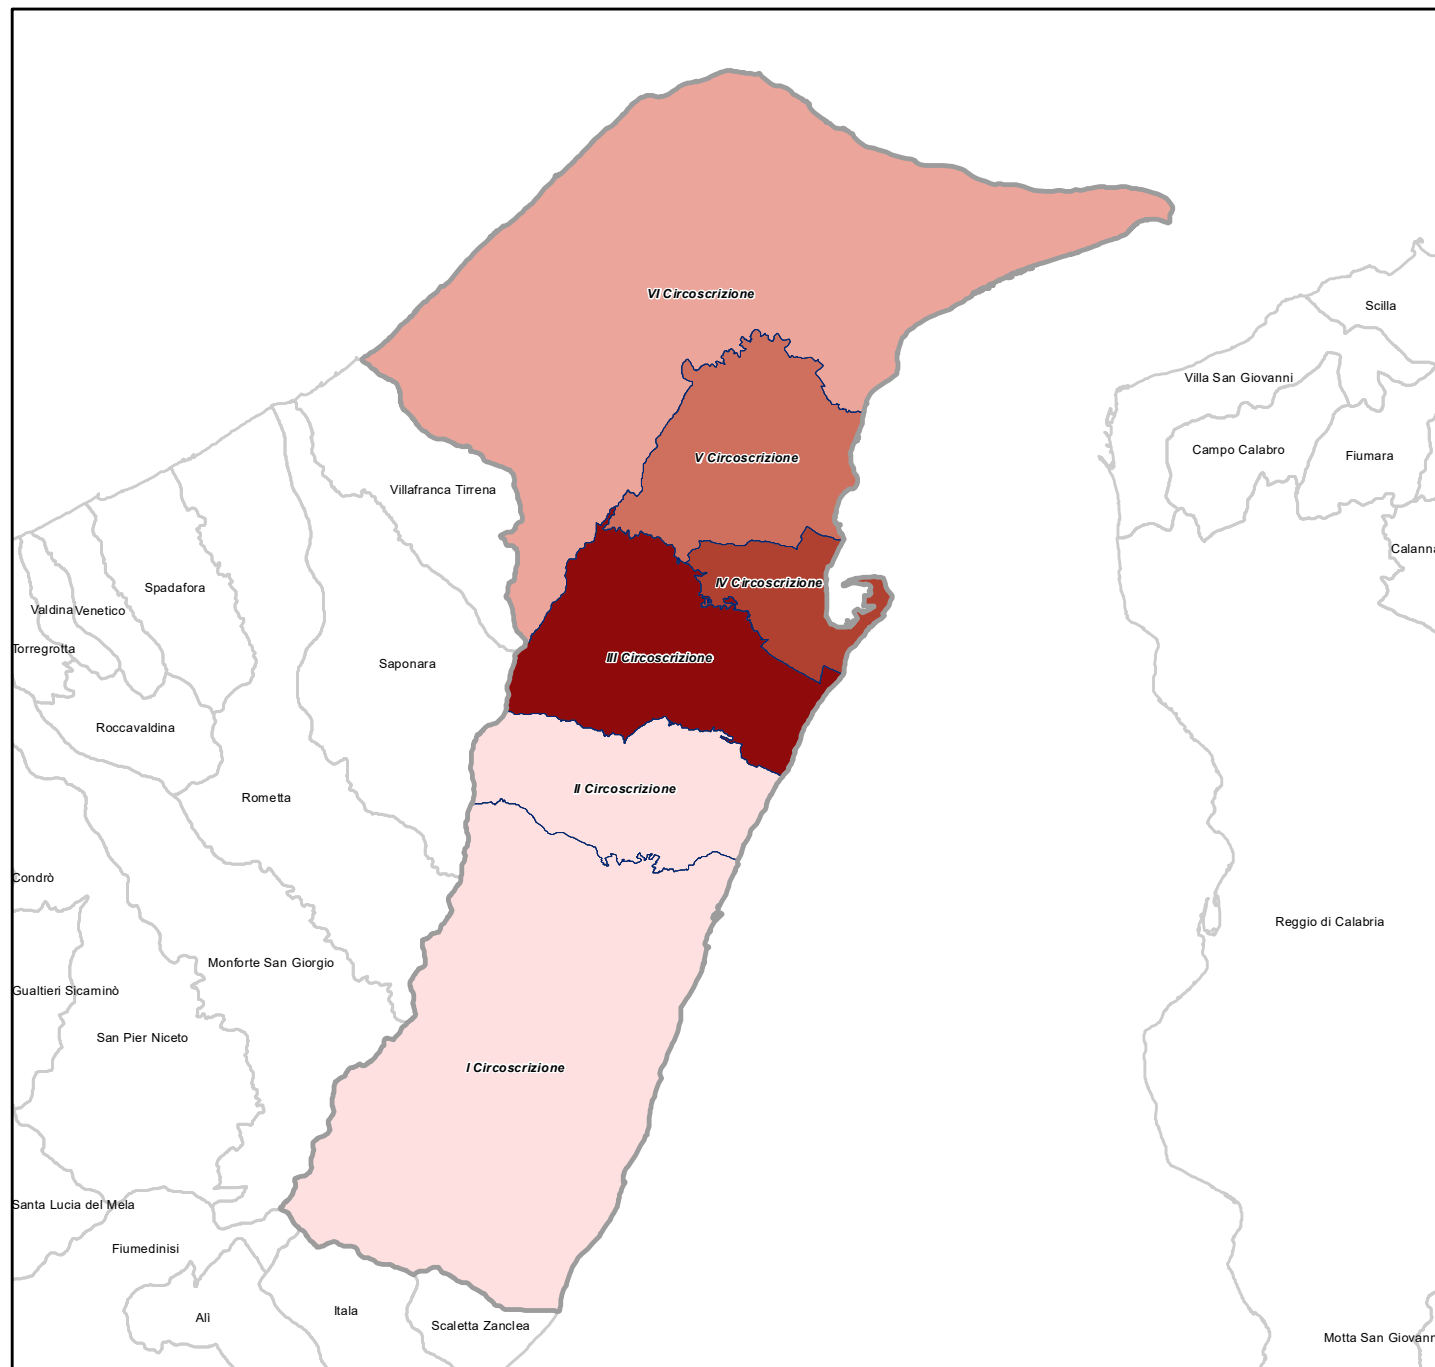 VI Circoscrizione
Scilla
Villa San Giovanni
Campo Calabro
Fiumara
V Circoscrizione
Villafranca Tirrena
Calanna
IV Circoscrizione
Spadafora
Valdina
Venetico
Torregrotta
III Circoscrizione
Saponara
Roccavaldina
II Circoscrizione
Rometta
Condrò
Reggio di Calabria
Monforte San Giorgio
Gualtieri Sicaminò
San Pier Niceto
I Circoscrizione
Santa Lucia del Mela
Fiumedinisi
Itala
Alì
Scaletta Zanclea
Motta San Giovann